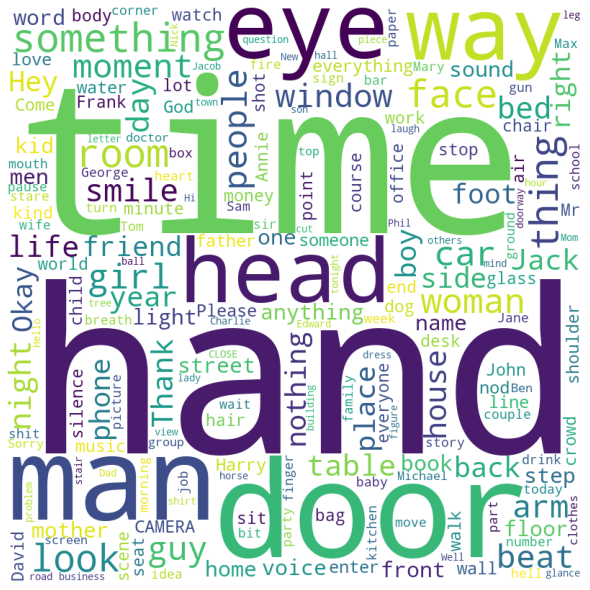 word
body
corner
watch
eye
way
question
leg
something
Nick
piece
paper
love
moment
Jacob
New
hall
everything
Mary
Max
Hey
water
lot
fire
sign
bar
sound
right
Come
Frank
day
God
town
people
window
face
gun
time
kid
letter
doctor
shot
son
work
bed
laugh
mouth
box
Annie
top
stop
chair
men
room
George
heart
Hi
money
point
course
office
foot
air
school
thing
pause
stare
smile
turn
minute
Sam
sir
cut
Phil
doorway
hour
kind
wife
Tom
father
one
someone
boy
others
ground
Mom
Mr
life
friend
head
car
Jack
world
ball
tonight
end
mind
side
glass
Okay
girl
year
tree
breath
Please
anything
dog
woman
child
light
Charlie
Edward
week
name
Jane
Hello
night
silence
phone
Thank
street
nothing
dress
place
house
desk
John
nod
Ben
shoulder
picture
CLOSE
lady
wait
building
family
everyone
figure
line
couple
hand
shit
view
hair
group
story
crowd
Sorry
music
man
Dad
morning
Harry
table
book
Michael
back
drink
step
today
door
problem
stair
shirt
horse
job
finger
baby
arm
part
clothes
David
mother
CAMERA
sit
party
bag
kitchen
move
Walk
floor
number
screen
scene
seat
bit
look
guy
idea
home
voice
enter
front
wall
Well
hell
beat
road
business
glance